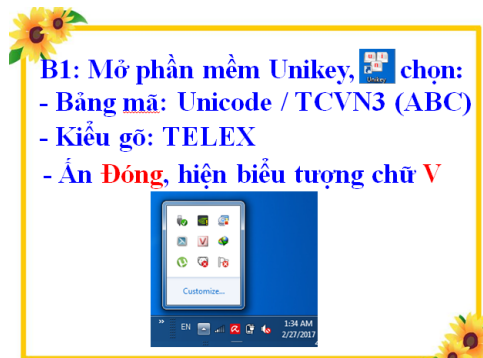 B1: Mở phần mềm Unikey, Unikey chọn:
- Bảng mã: Unicode / TCVN3 (ABC)
- Kiểu gõ: TELEX
- Ấn Đóng, hiện biểu tượng chữ V
V
Customize...
EN
1:34 AM
2/27/2017